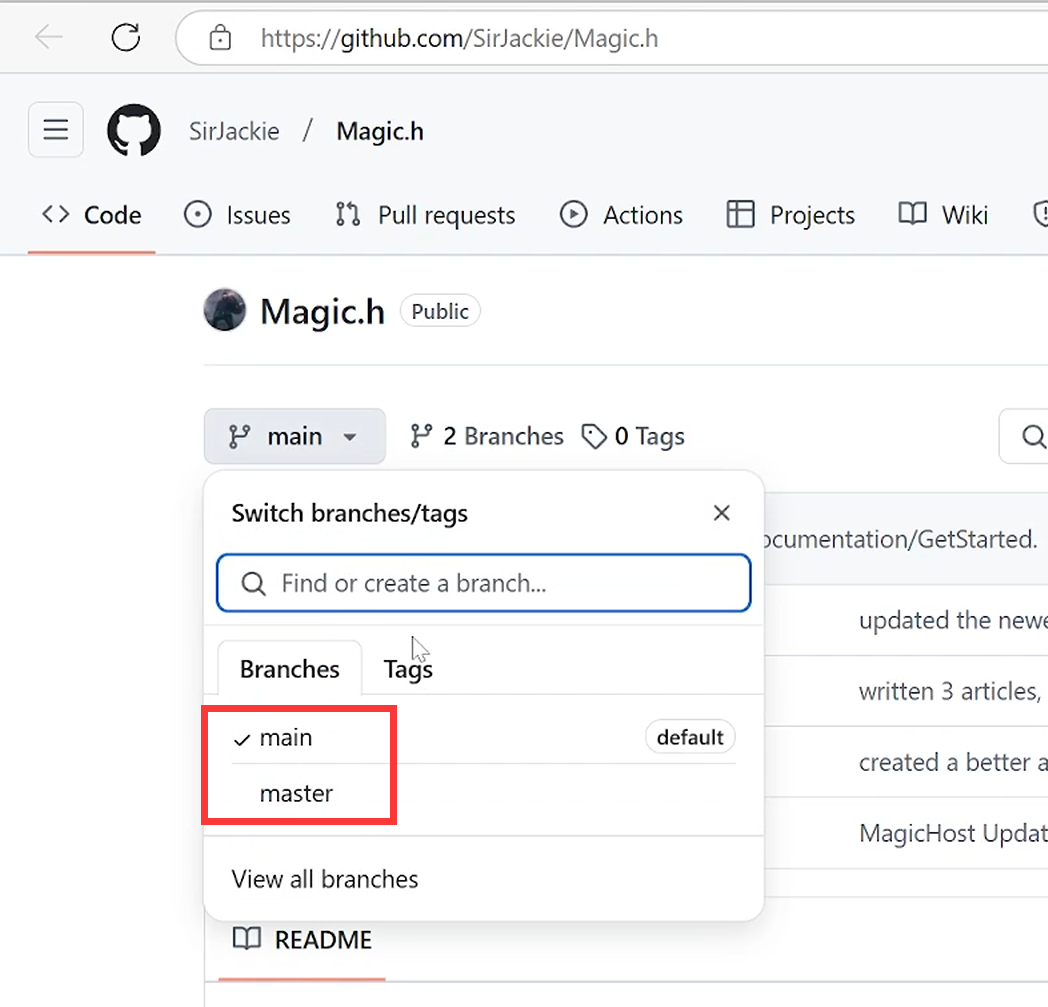 https://github.com/SirJackie/Magic.h
SirJackie / Magic.h
<> Code Issues Pull requests Actions Projects Wiki
Magic.h Public
main 2 Branches 0 Tags
Switch branches/tags
Find or create a branch...
Branches Tags
main default
master
View all branches
README
ocumentation/GetStarted.
updated the newe
written 3 articles,
created a better a
MagicHost Updat